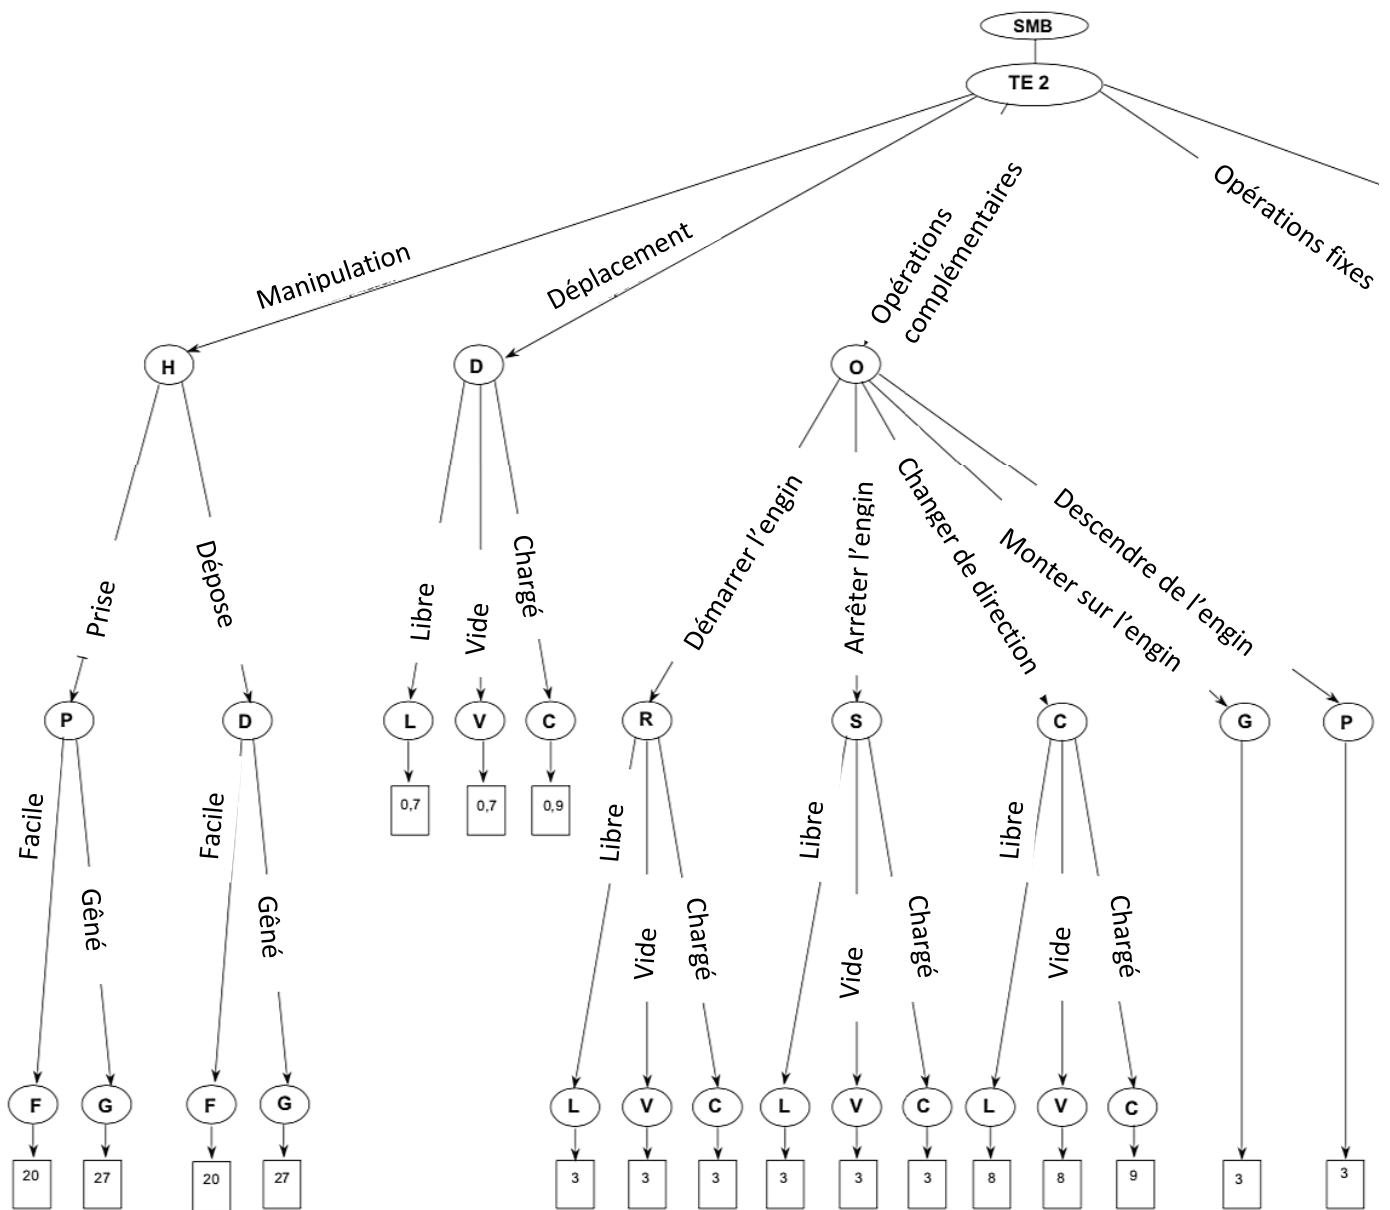 SMB
TE 2
Manipulation
Déplacement
Opérations
complémentaires
Opérations fixes
H
D
O
Prise
Dépose
Libre
Vide
Chargé
Démarrer l’engin
Arrêter l’engin
Changer de direction
Monter sur l’engin
Descendre de l’engin
P
D
L
V
C
R
S
C
G
P
0,7
0,7
0,9
Facile
Gêné
Facile
Gêné
Libre
Vide
Chargé
Libre
Vide
Chargé
Libre
Vide
Chargé
F
G
F
G
L
V
C
L
V
C
L
V
C
20
27
20
27
3
3
3
3
3
3
8
8
9
3
3